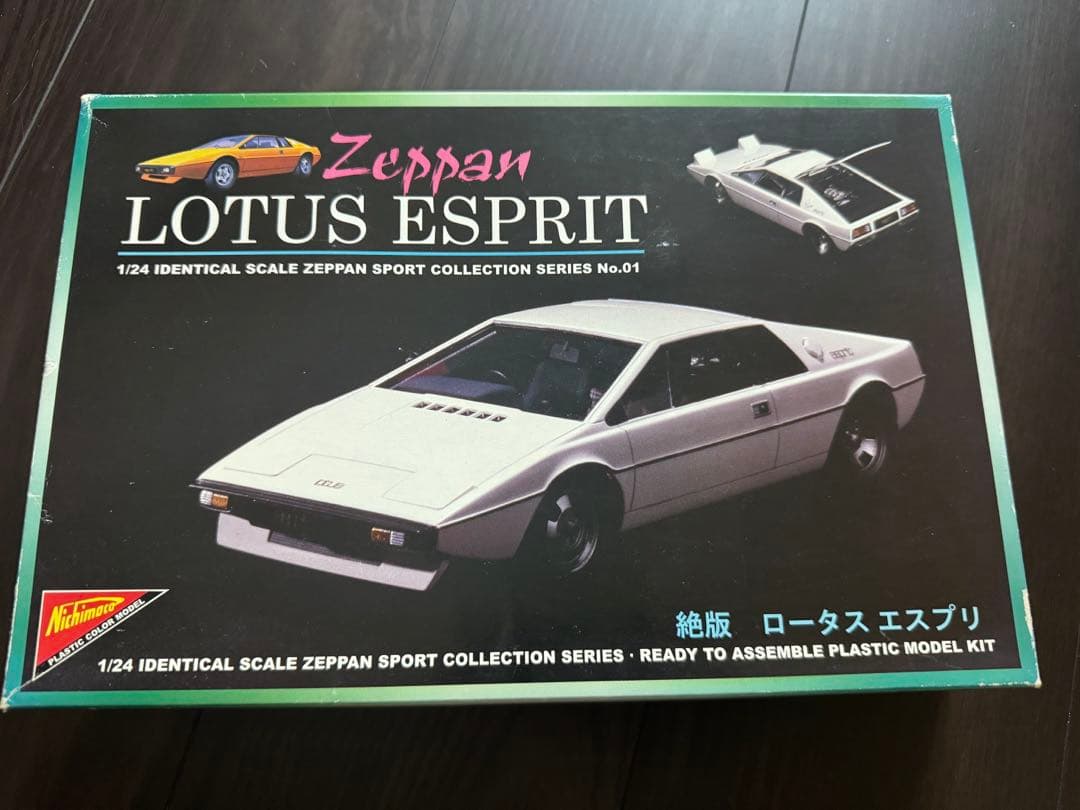 Zeppan
LOTUS ESPRIT
1/24 IDENTICAL SCALE ZEPPAN SPORT COLLECTION SERIES No.01
Nichimoco
PLASTIC COLOR MODEL
絶版 ロータス エスプリ
1/24 IDENTICAL SCALE ZEPPAN SPORT COLLECTION SERIES · READY TO ASSEMBLE PLASTIC MODEL KIT